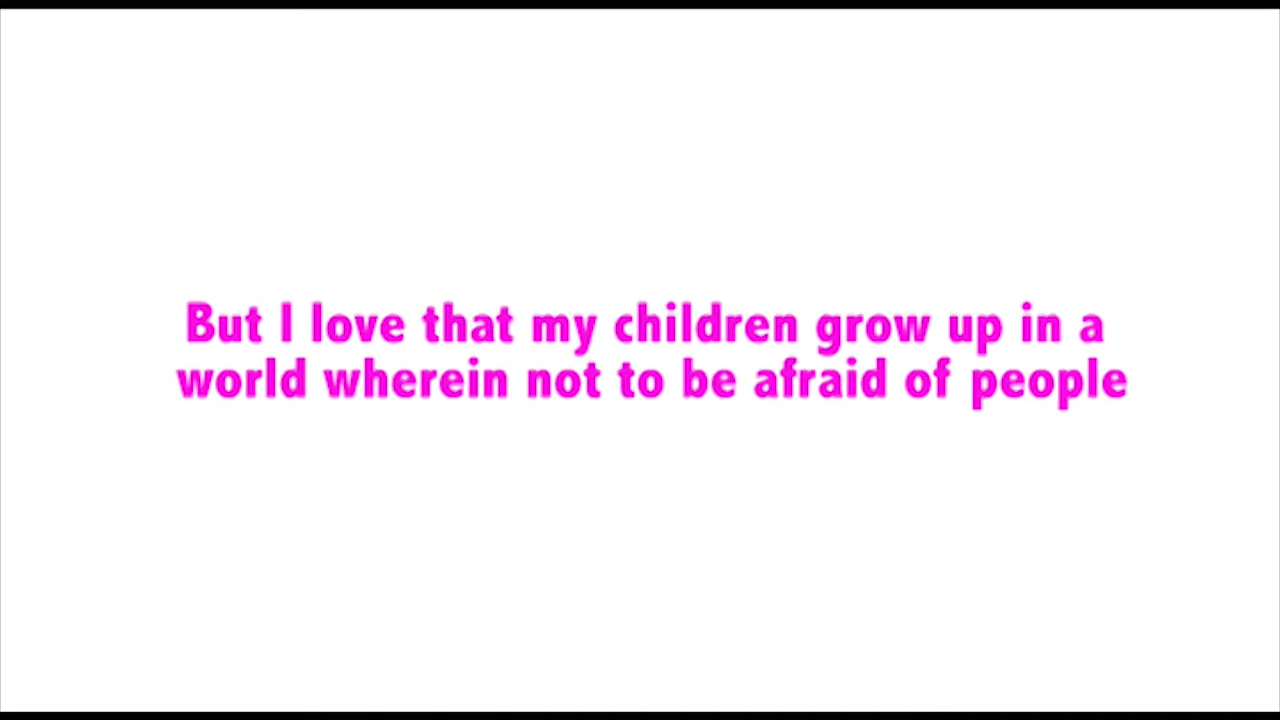 But I love that my children grow up in a
world wherein not to be afraid of people